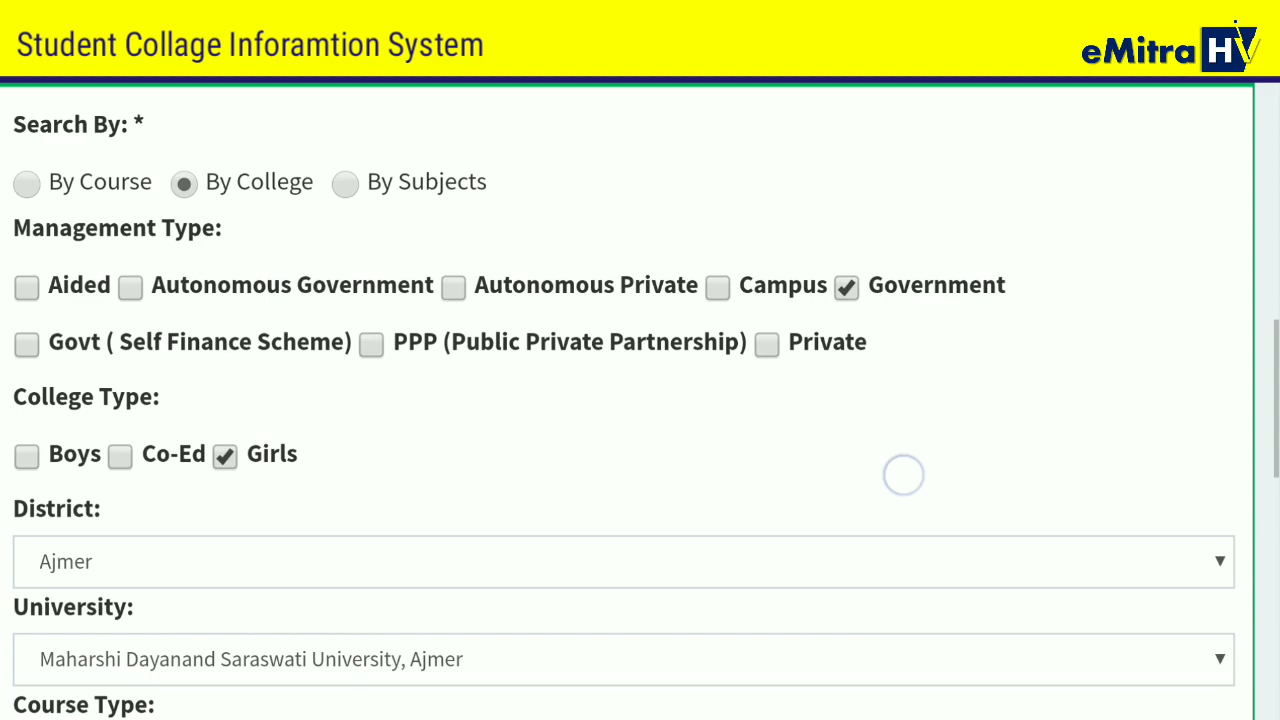 Student Collage Inforamtion System
eMitra HV
Search By: *
By Course By College By Subjects
Management Type:
Aided Autonomous Government Autonomous Private Campus Government
Govt ( Self Finance Scheme) PPP (Public Private Partnership) Private
College Type:
Boys Co-Ed Girls
District:
Ajmer
University:
Maharshi Dayanand Saraswati University, Ajmer
Course Type: